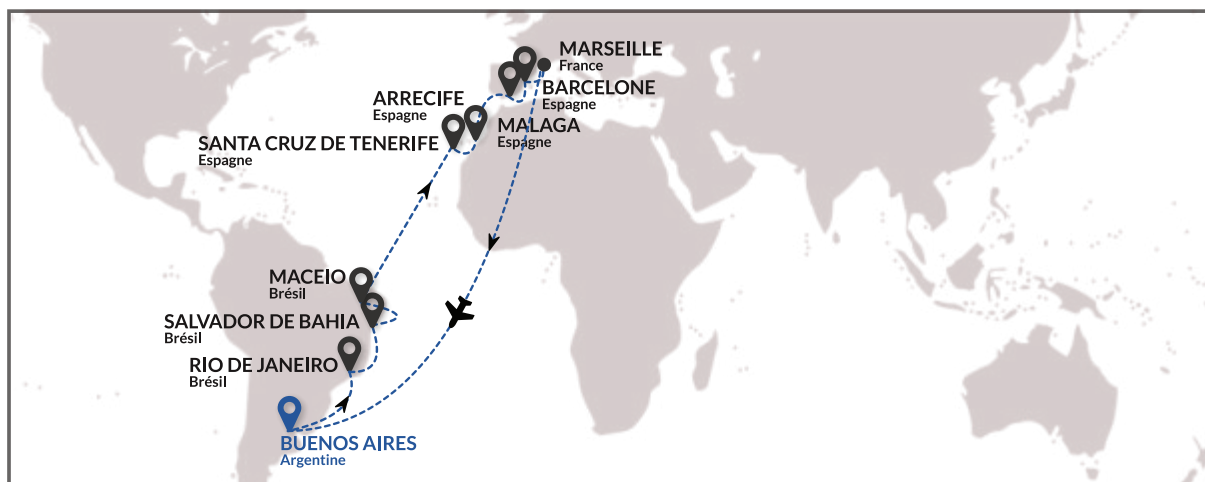 MARSEILLE
France
BARCELONE
Espagne
ARRECIFE
Espagne
MALAGA
Espagne
SANTA CRUZ DE TENERIFE
Espagne
MACEIO
Brésil
SALVADOR DE BAHIA
Brésil
RIO DE JANEIRO
Brésil
BUENOS AIRES
Argentine